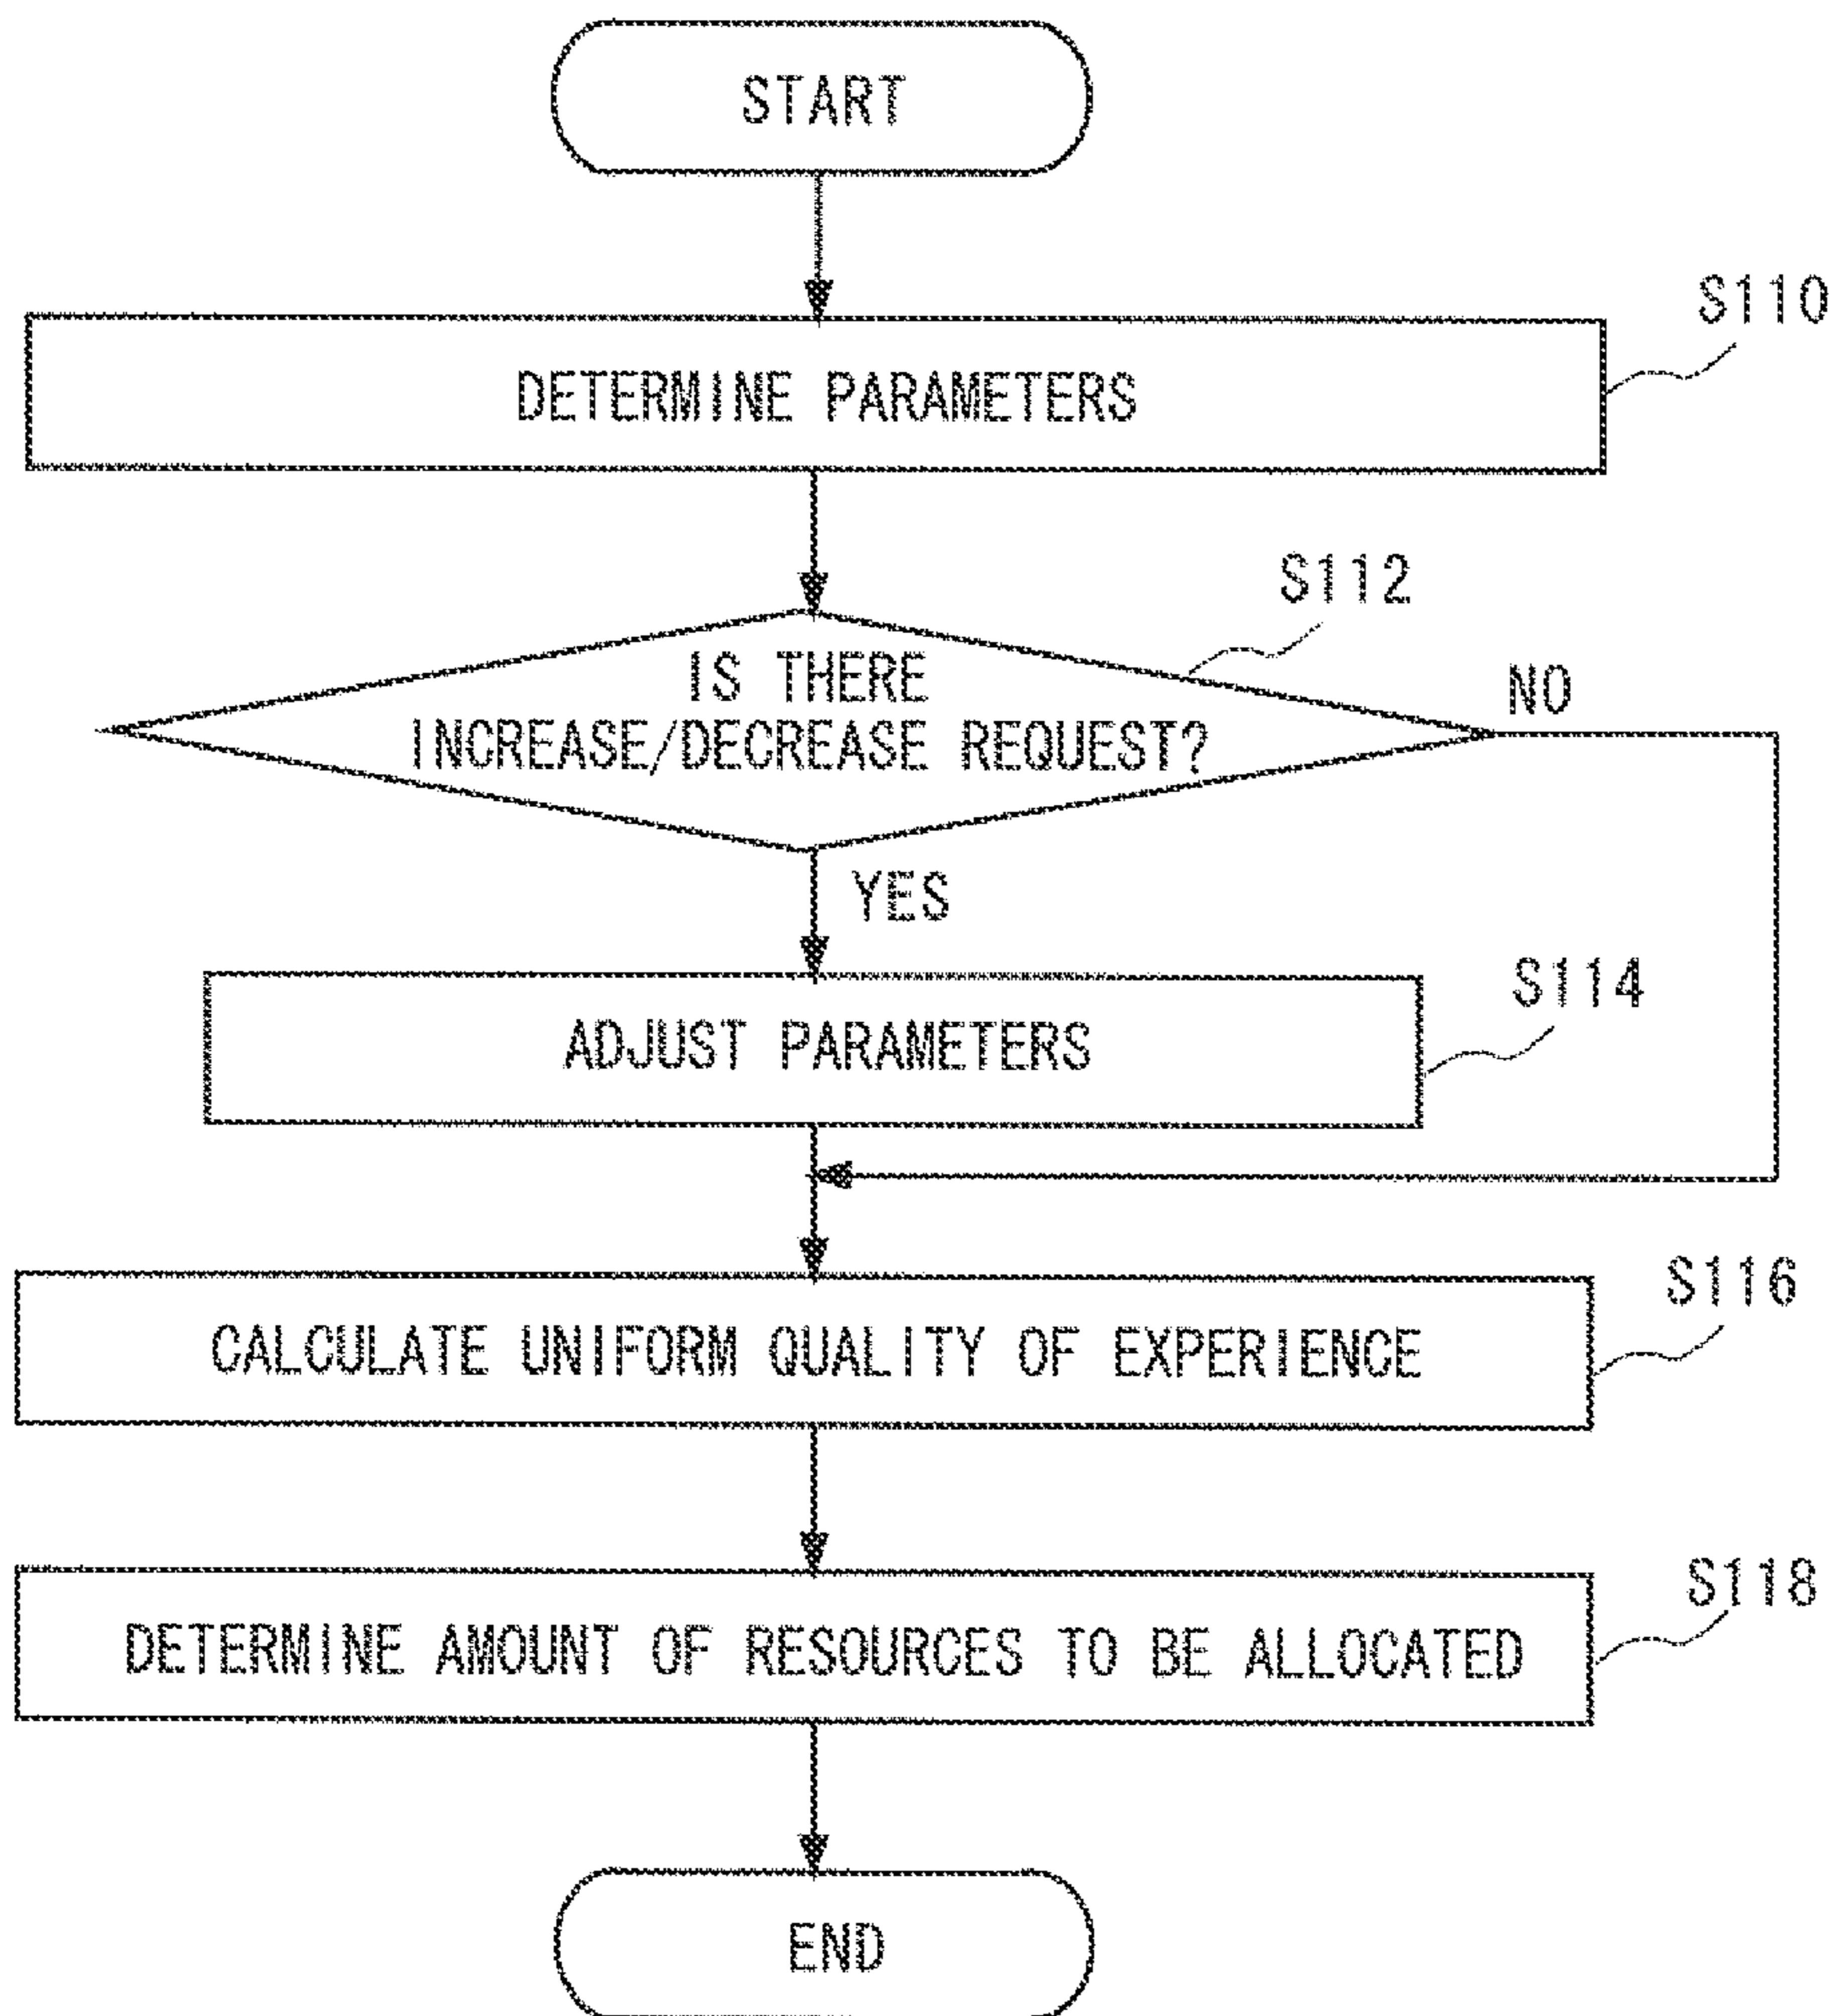 START
S110
DETERMINE PARAMETERS
S112
IS THERE
INCREASE/DECREASE REQUEST?
NO
YES
S114
ADJUST PARAMETERS
S116
CALCULATE UNIFORM QUALITY OF EXPERIENCE
S118
DETERMINE AMOUNT OF RESOURCES TO BE ALLOCATED
END